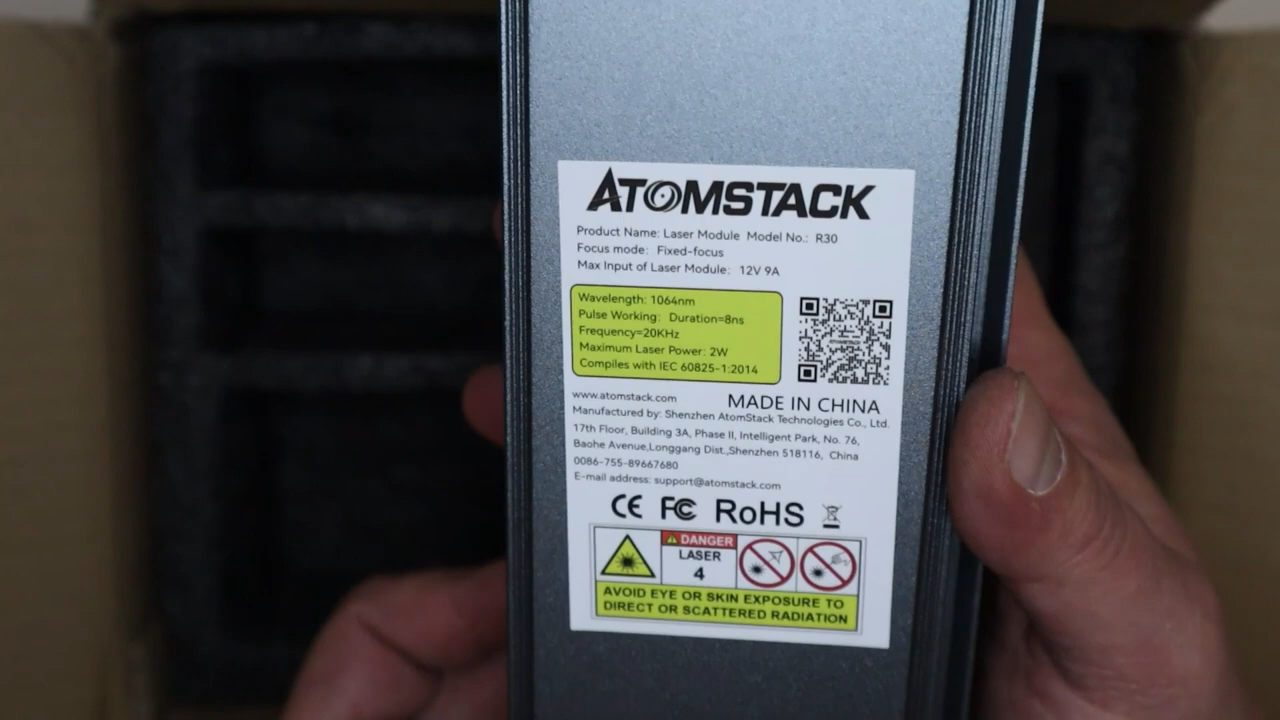 ATOMSTACK
Product Name: Laser Module Model No.: R30
Focus mode: Fixed-focus
Max Input of Laser Module: 12V 9A
Wavelength: 1064nm
Pulse Working: Duration=8ns
Frequency=20KHz
Maximum Laser Power: 2W
Compiles with IEC 60825-1:2014
www.atomstack.com
MADE IN CHINA
Manufactured by: Shenzhen AtomStack Technologies Co., Ltd.
17th Floor, Building 3A, Phase II, Intelligent Park, No. 76,
Baohe Avenue,Longgang Dist.,Shenzhen 518116, China
0086-755-89667680
E-mail address: support@atomstack.com
CE FC RoHS
DANGER
LASER
4
AVOID EYE OR SKIN EXPOSURE TO
DIRECT OR SCATTERED RADIATION